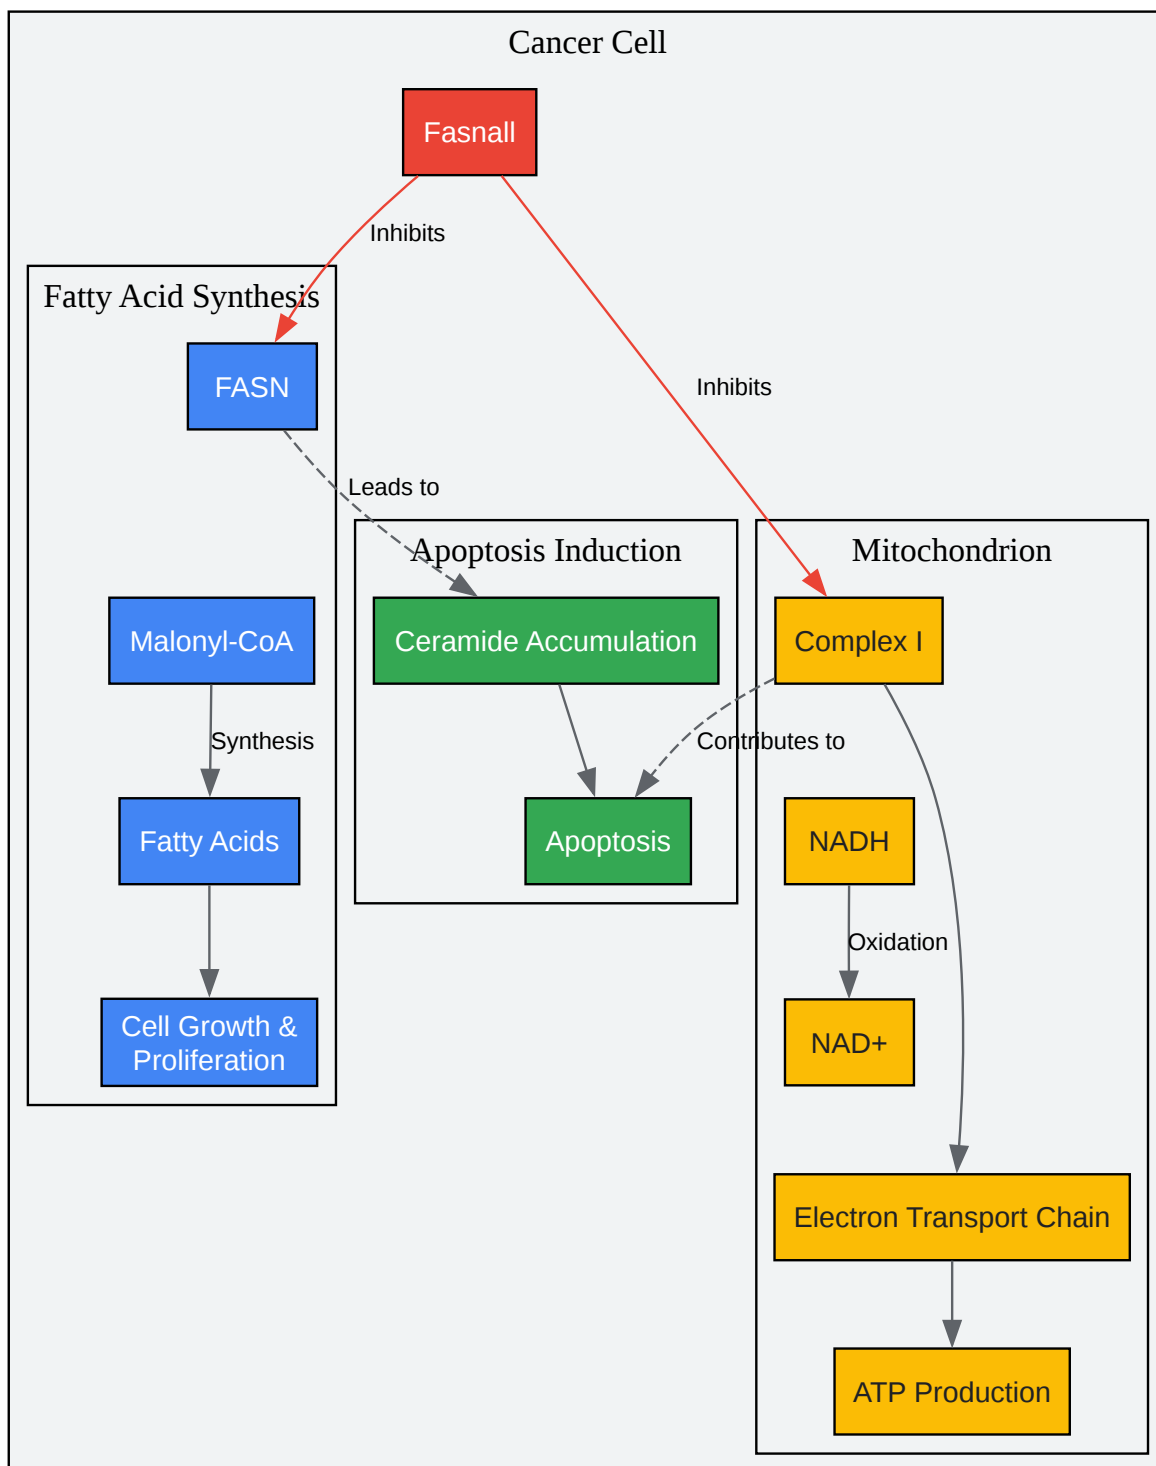 Cancer Cell
Fasnall
Inhibits
Fatty Acid Synthesis
FASN
Inhibits
Leads to
Apoptosis Induction
Mitochondrion
Malonyl-CoA
Ceramide Accumulation
Complex I
Synthesis
Contributes to
Fatty Acids
Apoptosis
NADH
Oxidation
Cell Growth &
Proliferation
NAD+
Electron Transport Chain
ATP Production